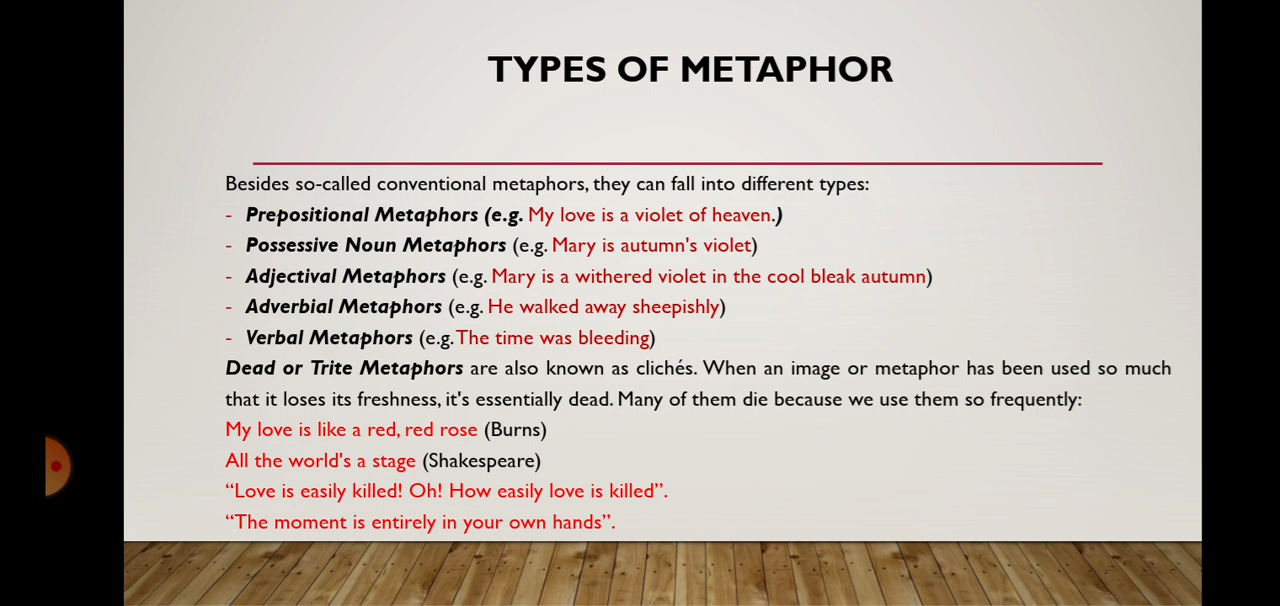 TYPES OF METAPHOR
Besides so-called conventional metaphors, they can fall into different types:
- Prepositional Metaphors (e.g. My love is a violet of heaven.)
- Possessive Noun Metaphors (e.g. Mary is autumn's violet)
- Adjectival Metaphors (e.g. Mary is a withered violet in the cool bleak autumn)
- Adverbial Metaphors (e.g. He walked away sheepishly)
- Verbal Metaphors (e.g. The time was bleeding)
Dead or Trite Metaphors are also known as clichés. When an image or metaphor has been used so much
that it loses its freshness, it's essentially dead. Many of them die because we use them so frequently:
My love is like a red, red rose (Burns)
All the world's a stage (Shakespeare)
“Love is easily killed! Oh! How easily love is killed”.
“The moment is entirely in your own hands”.